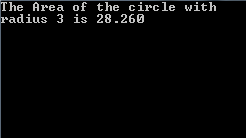 The Area of the circle with
radius 3 is 28.260